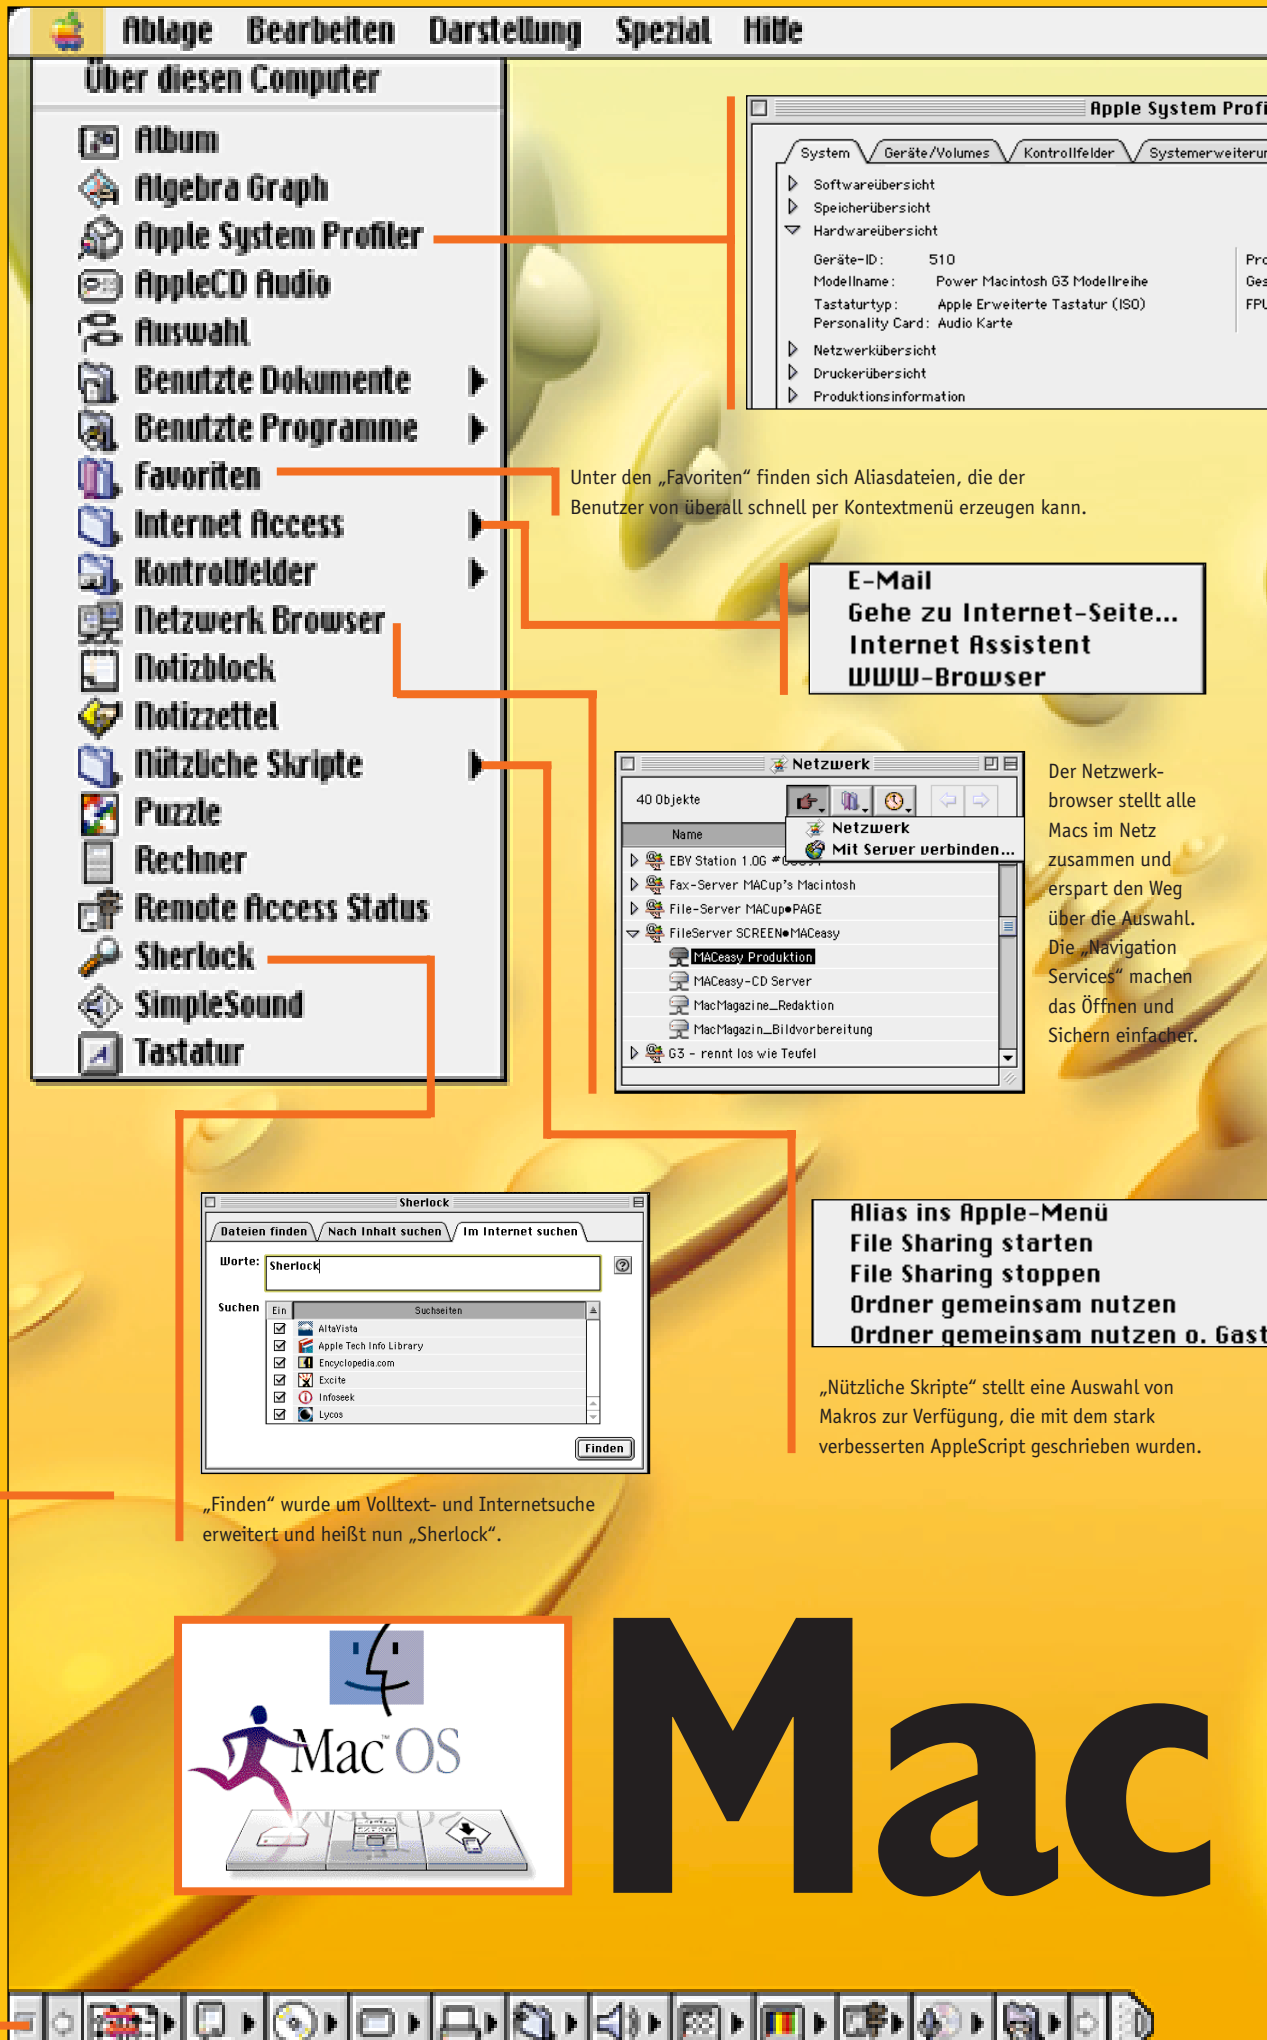 Ablage Bearbeiten Darstellung Spezial Hilfe
Über diesen Computer
Album
Algebra Graph
Apple System Profiler
AppleCD Audio
Auswahl
Benutzte Dokumente
Benutzte Programme
Favoriten
Internet Access
Kontrollfelder
Netzwerk Browser
Notizblock
Notizzettel
Nützliche Skripte
Puzzle
Rechner
Remote Access Status
Sherlock
SimpleSound
Tastatur
Apple System Profi
System Geräte/Volumes Kontrollfelder Systemerweiterun
Softwareübersicht
Speicherübersicht
Hardwareübersicht
Geräte-ID: 510 Pro
Modellname: Power Macintosh G3 Modellreihe Ges
Tastaturtyp: Apple Erweiterte Tastatur (ISO) FPU
Personality Card: Audio Karte
Netzwerkübersicht
Druckerübersicht
Produktionsinformation
Unter den „Favoriten“ finden sich Aliasdateien, die der
Benutzer von überall schnell per Kontextmenü erzeugen kann.
E-Mail
Gehe zu Internet-Seite...
Internet Assistent
WWW-Browser
Netzwerk
40 Objekte
Netzwerk
Mit Server verbinden...
Name
EBV Station 1.0G
Fax-Server MACup's Macintosh
File-Server MACup•PAGE
FileServer SCREEN•MACeasy
MACeasy Produktion
MACeasy-CD Server
MacMagazine_Redaktion
MacMagazin_Bildvorbereitung
G3 - rennt los wie Teufel
Der Netzwerk-
browser stellt alle
Macs im Netz
zusammen und
erspart den Weg
über die Auswahl.
Die „Navigation
Services“ machen
das Öffnen und
Sichern einfacher.
Sherlock
Dateien finden Nach Inhalt suchen Im Internet suchen
Worte: Sherlock
Suchen Ein Suchseiten
AltaVista
Apple Tech Info Library
Encyclopedia.com
Excite
Infoseek
Lycos
Finden
„Finden“ wurde um Volltext- und Internetsuche
erweitert und heißt nun „Sherlock“.
Alias ins Apple-Menü
File Sharing starten
File Sharing stoppen
Ordner gemeinsam nutzen
Ordner gemeinsam nutzen o. Gast
„Nützliche Skripte“ stellt eine Auswahl von
Makros zur Verfügung, die mit dem stark
verbesserten AppleScript geschrieben wurden.
Mac™OS
Mac